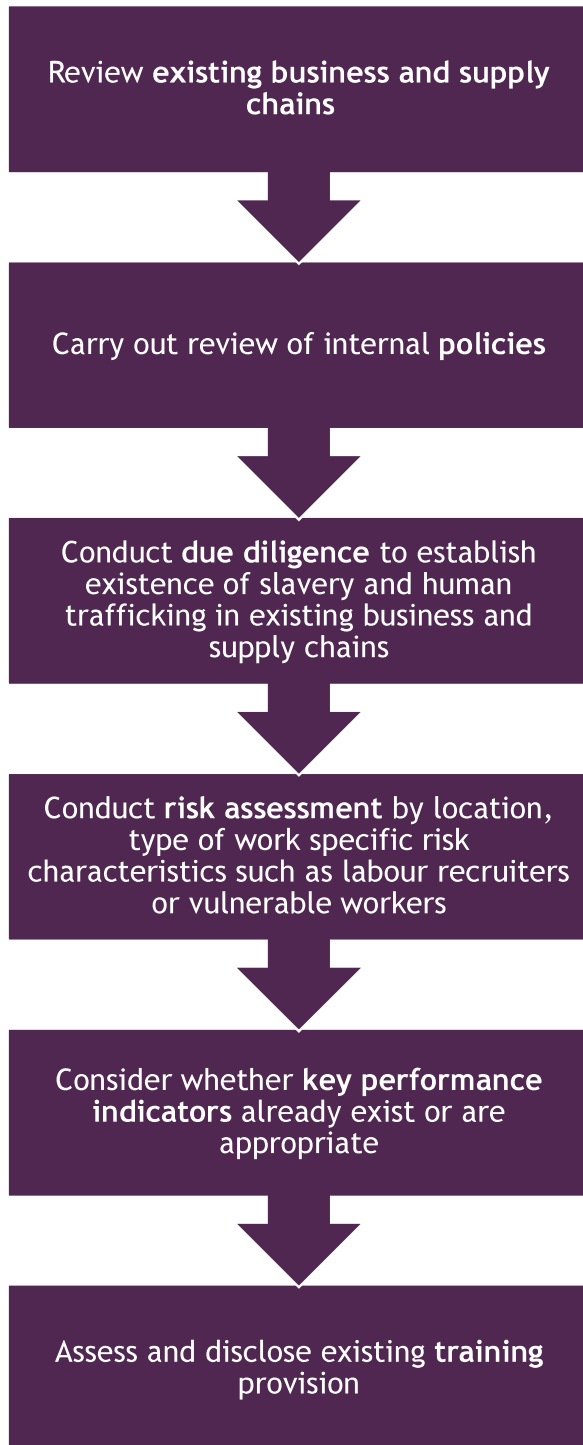 Review existing business and supply
chains
Carry out review of internal policies
Conduct due diligence to establish
existence of slavery and human
trafficking in existing business and
supply chains
Conduct risk assessment by location,
type of work specific risk
characteristics such as labour recruiters
or vulnerable workers
Consider whether key performance
indicators already exist or are
appropriate
Assess and disclose existing training
provision